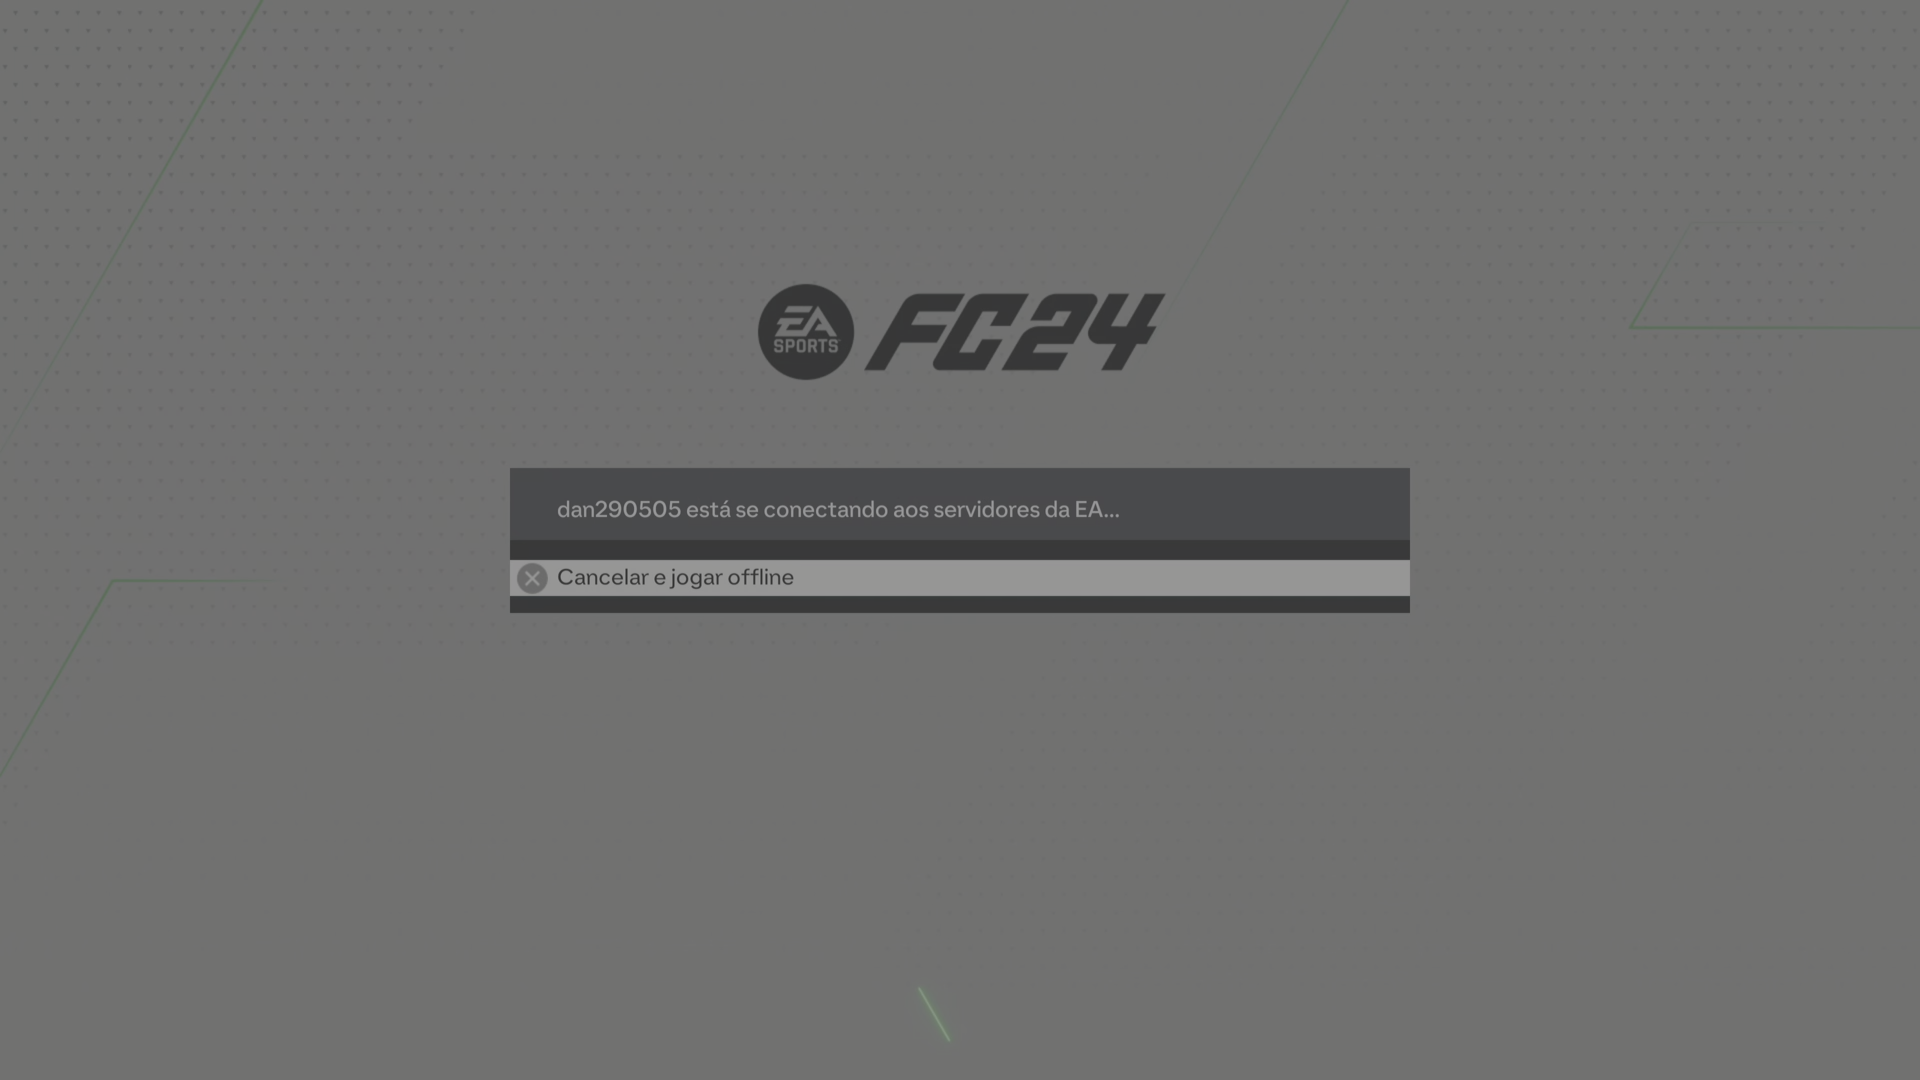 EA SPORTS FC24
dan290505 está se conectando aos servidores da EA...
Cancelar e jogar offline